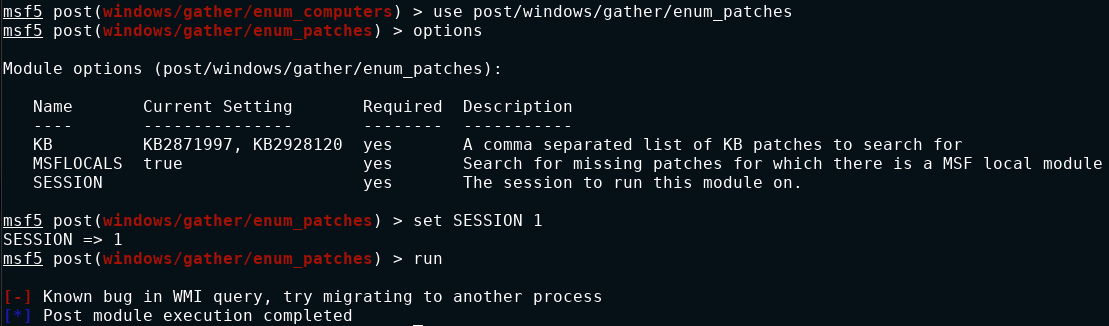 msf5 post(windows/gather/enum_computers) > use post/windows/gather/enum_patches
msf5 post(windows/gather/enum_patches) > options
Module options (post/windows/gather/enum_patches):
Name Current Setting Required Description
---- --------------- -------- -----------
KB KB2871997, KB2928120 yes A comma separated list of KB patches to search for
MSFLOCALS true yes Search for missing patches for which there is a MSF local module
SESSION yes The session to run this module on.
msf5 post(windows/gather/enum_patches) > set SESSION 1
SESSION => 1
msf5 post(windows/gather/enum_patches) > run
[-] Known bug in WMI query, try migrating to another process
[*] Post module execution completed